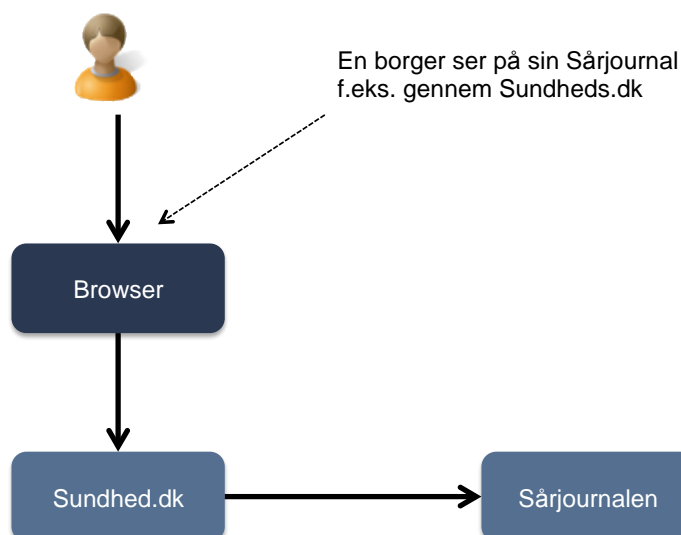 En borger ser på sin Sårjournal
f.eks. gennem Sundheds.dk
Browser
Sundhed.dk
Sårjournalen